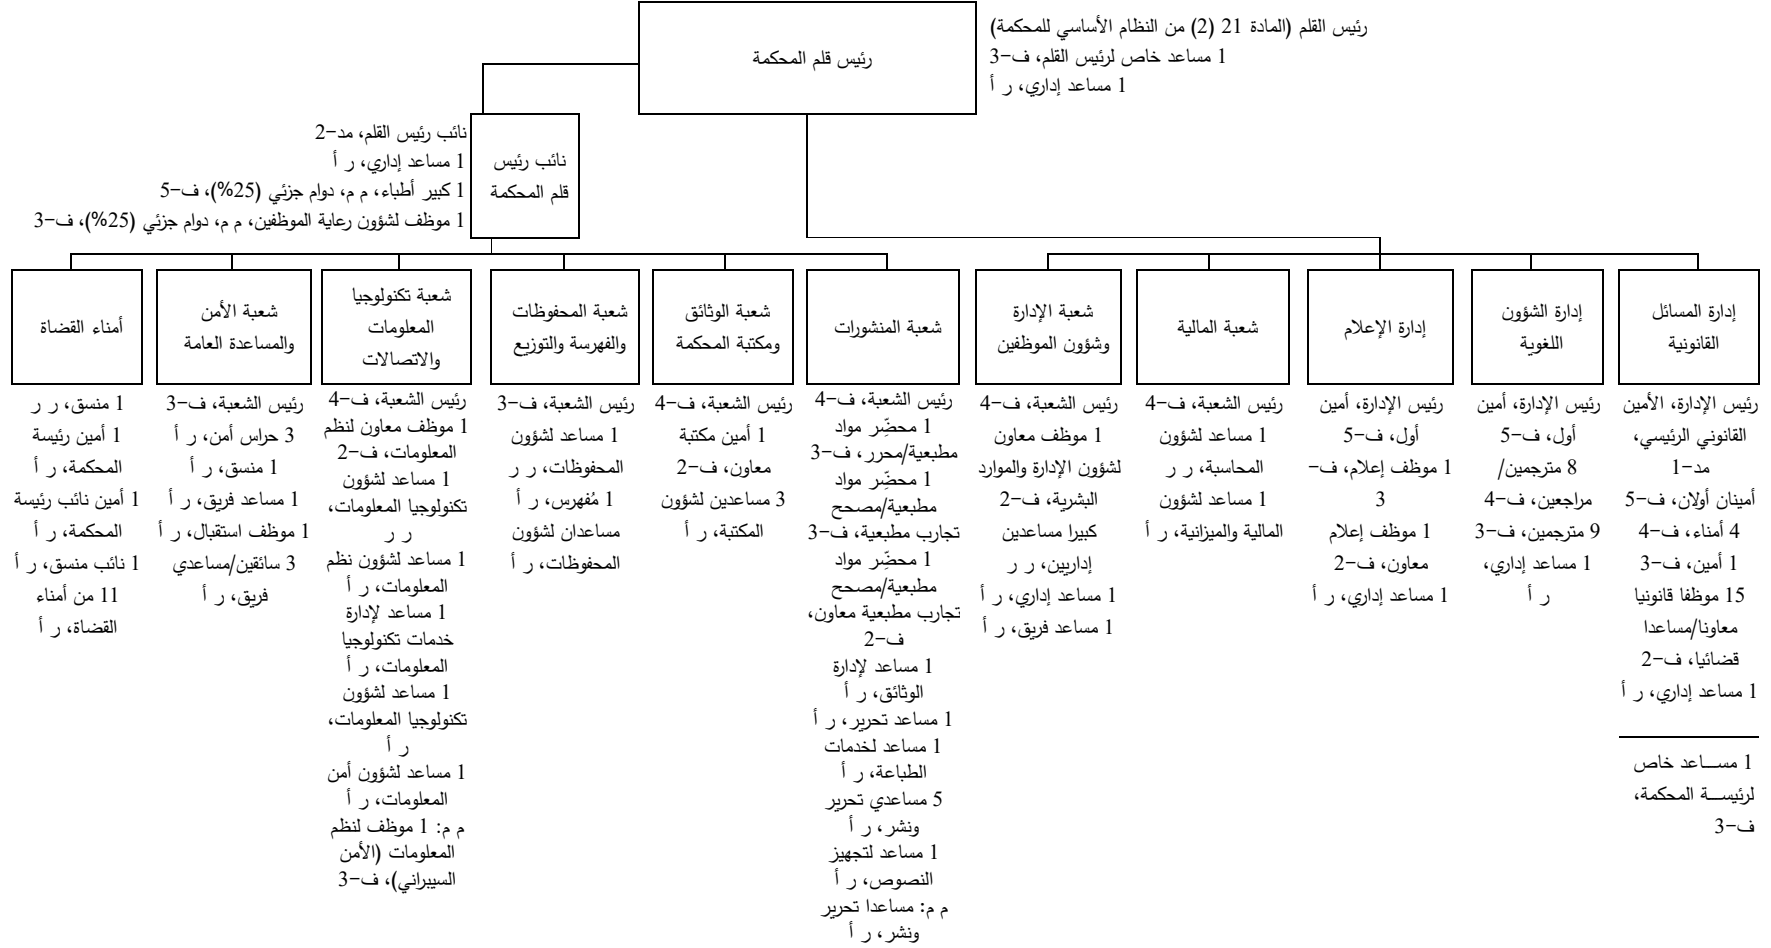 رئيس قلم المحكمة
رئيس القلم (المادة 21 (2) من النظام الأساسي للمحكمة)
1 مساعد خاص لرئيس القلم، ف-3
1 مساعد إداري، ر أ
نائب رئيس
قلم المحكمة
نائب رئيس القلم، مد-2
1 مساعد إداري، ر أ
1 كبير أطباء، م م، دوام جزئي (25%)، ف-5
1 موظف لشؤون رعاية الموظفين، م م، دوام جزئي (25%)، ف-3
إدارة المسائل
القانونية
رئيس الإدارة، الأمين
القانوني الرئيسي،
مد-1
أمينان أولان، ف-5
4 أمناء، ف-4
1 أمين، ف-3
15 موظفا قانونيا
معاونا/مساعدا
قضائيا، ف-2
1 مساعد إداري، ر أ
1 مســاعد خاص
لرئيســة المحكمة،
ف-3
إدارة الشؤون
اللغوية
رئيس الإدارة، أمين
أول، ف-5
8 مترجمين/
مراجعين، ف-4
9 مترجمين، ف-3
1 مساعد إداري،
ر أ
إدارة الإعلام
رئيس الإدارة، أمين
أول، ف-5
1 موظف إعلام، ف-
3
1 موظف إعلام
معاون، ف-2
1 مساعد إداري، ر أ
شعبة المالية
رئيس الشعبة، ف-4
1 مساعد لشؤون
المحاسبة، ر ر
1 مساعد لشؤون
المالية والميزانية، ر أ
شعبة الإدارة
وشؤون الموظفين
رئيس الشعبة، ف-4
1 موظف معاون
لشؤون الإدارة والموارد
البشرية، ف-2
كبيرا مساعدين
إداريين، ر ر
1 مساعد إداري، ر أ
1 مساعد فريق، ر أ
شعبة المنشورات
رئيس الشعبة، ف-4
1 محضِّر مواد
مطبعية/محرر، ف-3
1 محضِّر مواد
مطبعية/مصحح
تجارب مطبعية، ف-3
1 محضِّر مواد
مطبعية/مصحح
تجارب مطبعية معاون،
ف-2
1 مساعد لإدارة
الوثائق، ر أ
1 مساعد تحرير، ر أ
1 مساعد لخدمات
الطباعة، ر أ
5 مساعدي تحرير
ونشر، ر أ
1 مساعد لتجهيز
النصوص، ر أ
م م: مساعدا تحرير
ونشر، ر أ
شعبة الوثائق
ومكتبة المحكمة
رئيس الشعبة، ف-4
1 أمين مكتبة
معاون، ف-2
3 مساعدين لشؤون
المكتبة، ر أ
شعبة المحفوظات
والفهرسة والتوزيع
رئيس الشعبة، ف-3
1 مساعد لشؤون
المحفوظات، ر ر
1 مُفهرس، ر أ
مساعدان لشؤون
المحفوظات، ر أ
شعبة تكنولوجيا
المعلومات
والاتصالات
رئيس الشعبة، ف-4
1 موظف معاون لنظم
المعلومات، ف-2
1 مساعد لشؤون
تكنولوجيا المعلومات،
ر ر
1 مساعد لشؤون نظم
المعلومات، ر أ
1 مساعد لإدارة
خدمات تكنولوجيا
المعلومات، ر أ
1 مساعد لشؤون
تكنولوجيا المعلومات،
ر أ
1 مساعد لشؤون أمن
المعلومات، ر أ
م م: 1 موظف لنظم
المعلومات (الأمن
السيبراني)، ف-3
شعبة الأمن
والمساعدة العامة
رئيس الشعبة، ف-3
3 حراس أمن، ر أ
1 منسق، ر أ
1 مساعد فريق، ر أ
1 موظف استقبال، ر أ
3 سائقين/مساعدي
فريق، ر أ
أمناء القضاة
1 منسق، ر ر
1 أمين رئيسة
المحكمة، ر أ
1 أمين نائب رئيسة
المحكمة، ر أ
1 نائب منسق، ر أ
11 من أمناء
القضاة، ر أ